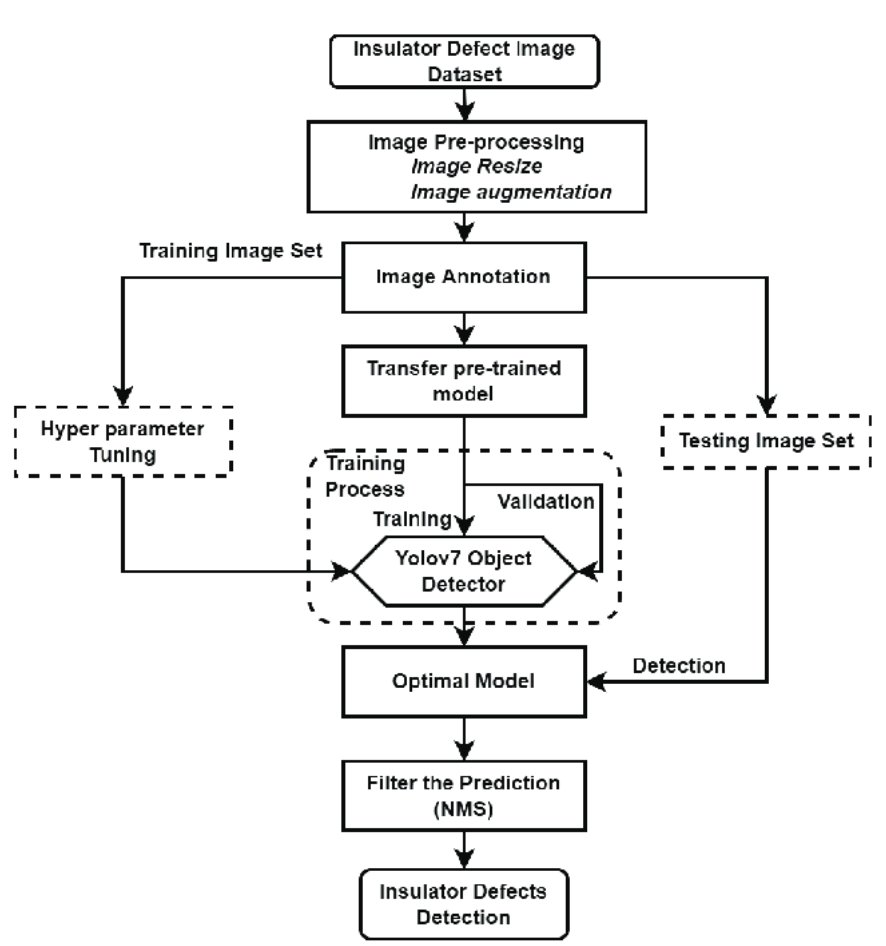 Insulator Defect Image
Dataset
Image Pre-processing
Image Resize
Image augmentation
Training Image Set
Image Annotation
Transfer pre-trained
model
Hyper parameter
Tuning
Testing Image Set
Training
Process
Validation
Training
Yolov7 Object
Detector
Optimal Model
Detection
Filter the Prediction
(NMS)
Insulator Defects
Detection